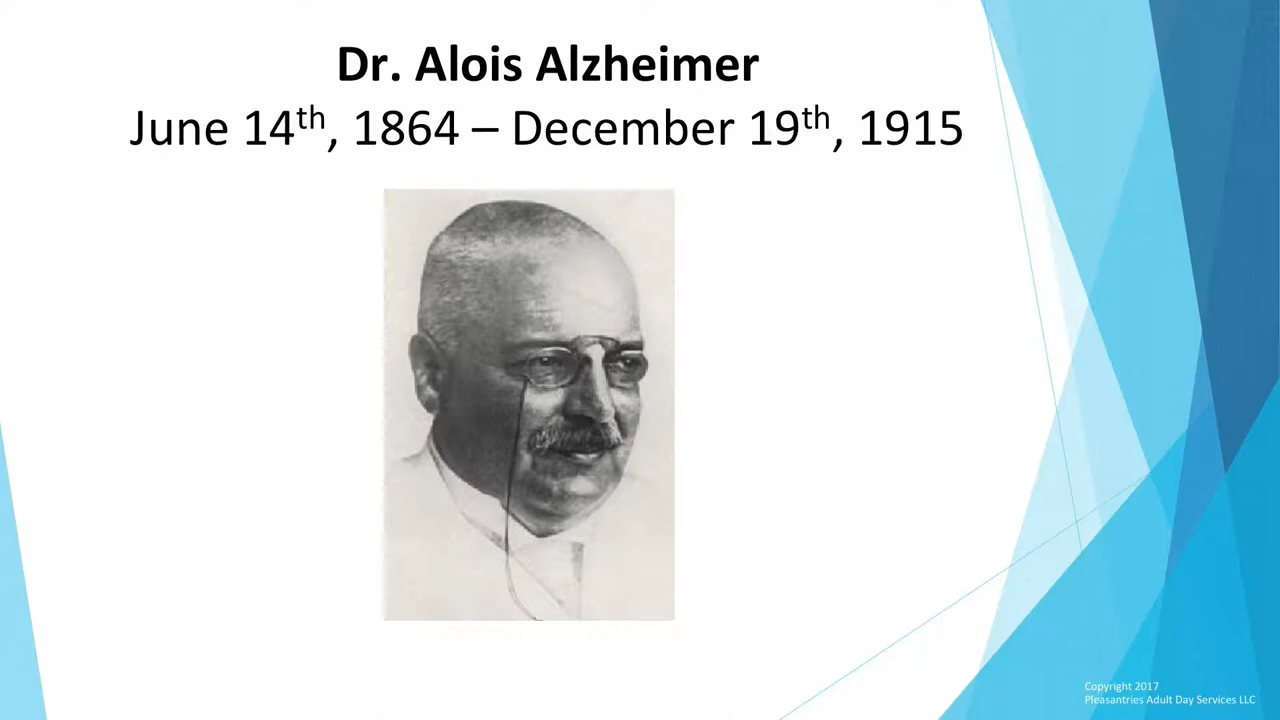 Dr. Alois Alzheimer
June 14th, 1864 – December 19th, 1915
Copyright 2017
Pleasantries Adult Day Services LLC